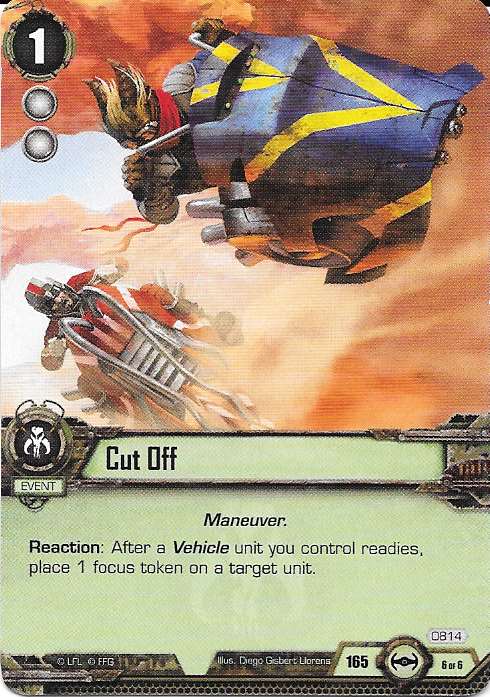 1
Cut Off
EVENT
Maneuver.
Reaction: After a Vehicle unit you control readies,
place 1 focus token on a target unit.
0814
© LFL © FFG
Illus. Diego Gisbert Llorens
165
6 OF 6